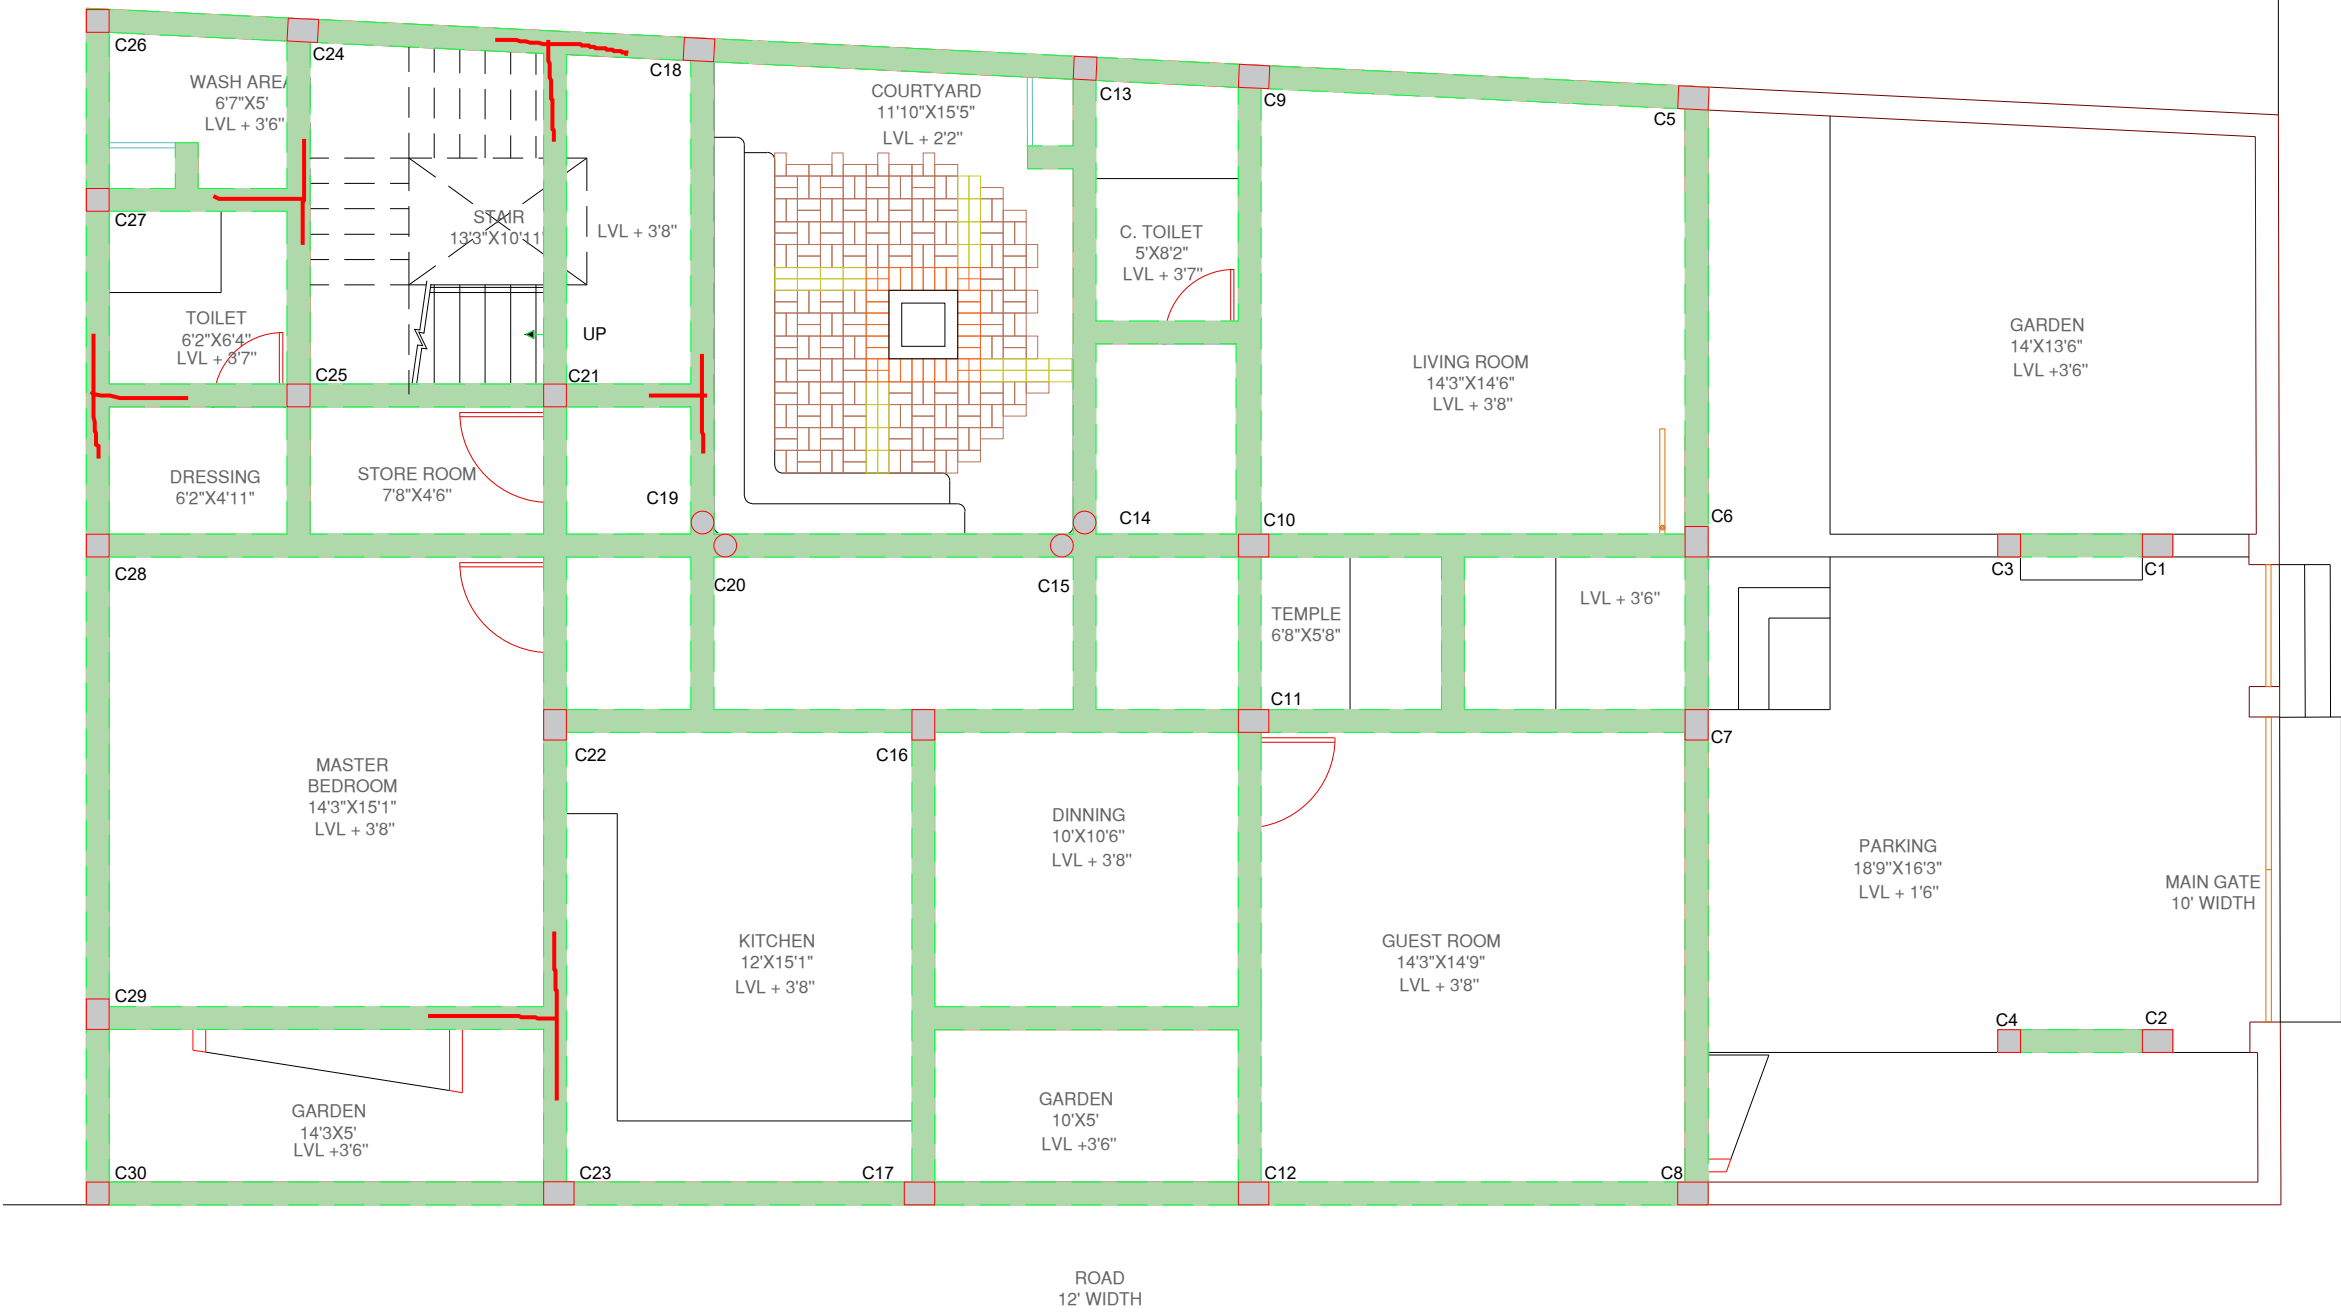 C26
C24
C18
C13
C9
C5
WASH AREA
6'7"X5'
LVL + 3'6"
COURTYARD
11'10"X15'5"
LVL + 2'2"
C27
STAIR
13'3"X10'11"
LVL + 3'8"
C. TOILET
5'X8'2"
LVL + 3'7"
TOILET
6'2"X6'4"
LVL + 3'7"
UP
GARDEN
14'X13'6"
LVL +3'6"
LIVING ROOM
14'3"X14'6"
LVL + 3'8"
C25
C21
DRESSING
6'2"X4'11"
STORE ROOM
7'8"X4'6"
C19
C14
C10
C6
C28
C20
C15
C3
C1
TEMPLE
6'8"X5'8"
LVL + 3'6"
C11
C22
C16
C7
MASTER
BEDROOM
14'3"X15'1"
LVL + 3'8"
DINNING
10'X10'6"
LVL + 3'8"
PARKING
18'9"X16'3"
LVL + 1'6"
MAIN GATE
10' WIDTH
KITCHEN
12'X15'1"
LVL + 3'8"
GUEST ROOM
14'3"X14'9"
LVL + 3'8"
C29
C4
C2
GARDEN
14'3X5'
LVL +3'6"
GARDEN
10'X5'
LVL +3'6"
C30
C23
C17
C12
C8
ROAD
12' WIDTH